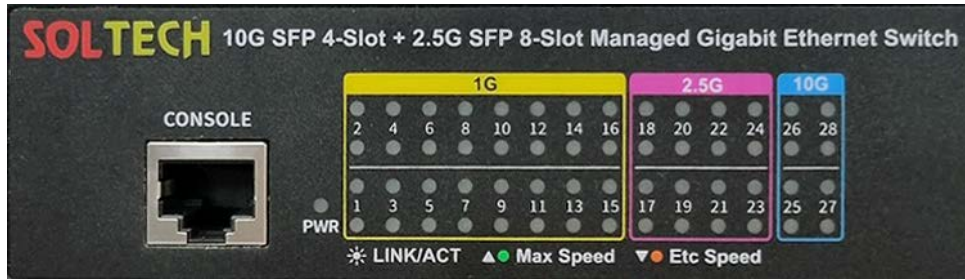 SOLTECH 10G SFP 4-Slot + 2.5G SFP 8-Slot Managed Gigabit Ethernet Switch
1G 2.5G 10G
CONSOLE
2 4 6 8 10 12 14 16 18 20 22 24 26 28
1 3 5 7 9 11 13 15 17 19 21 23 25 27
PWR
LINK/ACT ▲● Max Speed ▼● Etc Speed